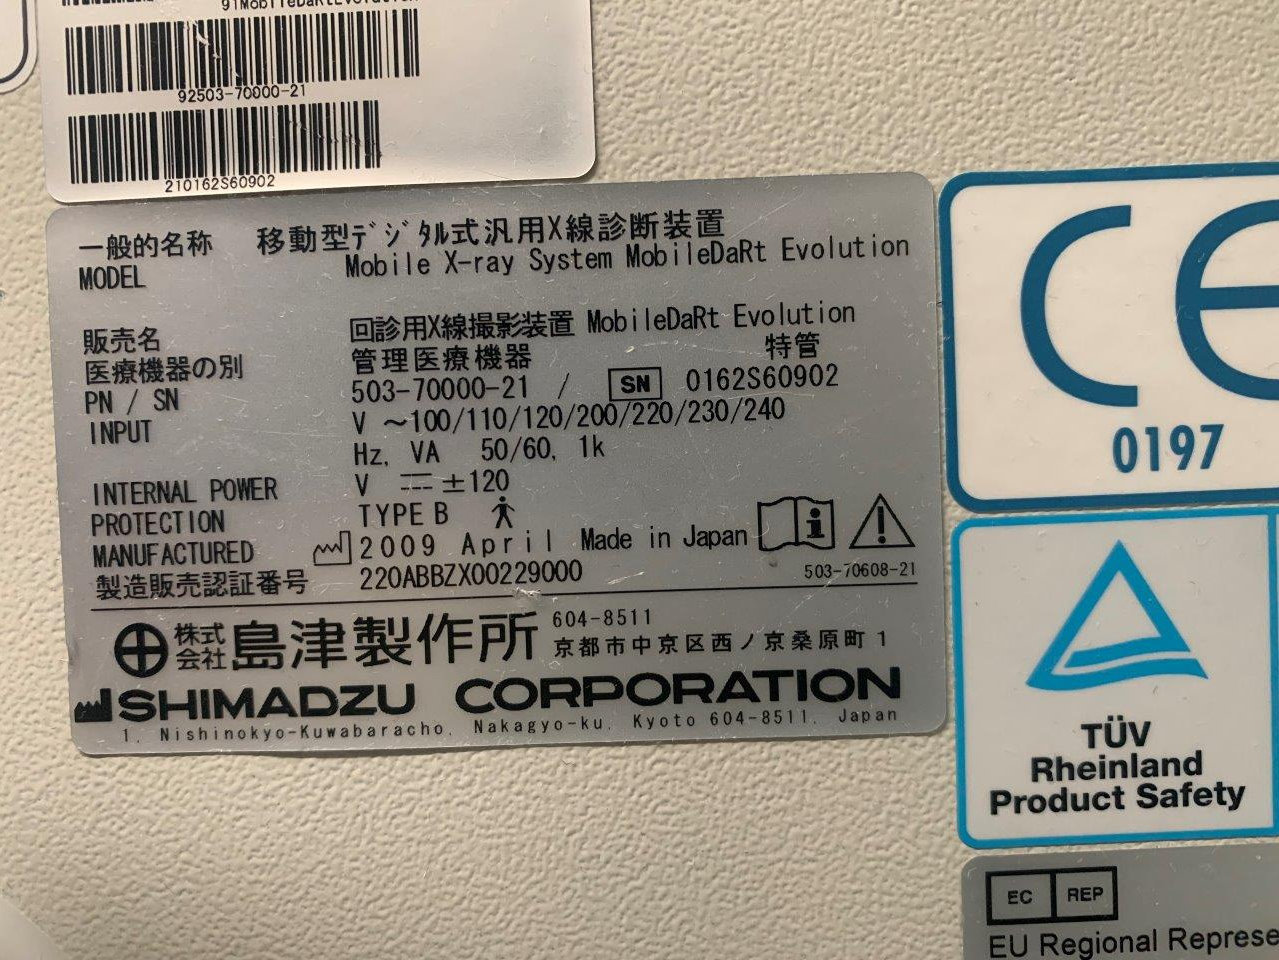 91MobileDaRtEvolution
92503-70000-21
210162S60902
一般的名称 移動型ﾃﾞｼﾞﾀﾙ式汎用X線診断装置
MODEL Mobile X-ray System MobileDaRt Evolution
販売名 回診用X線撮影装置 MobileDaRt Evolution
医療機器の別 管理医療機器 特管
PN / SN 503-70000-21 / SN 0162S60902
INPUT V ～100/110/120/200/220/230/240
Hz, VA 50/60, 1k
INTERNAL POWER V ⎓ ±120
PROTECTION TYPE B
MANUFACTURED 2009 April Made in Japan
製造販売認証番号 220ABBZX00229000
503-70608-21
株式会社 島津製作所 604-8511
京都市中京区西ノ京桑原町1
SHIMADZU CORPORATION
1, Nishinokyo-Kuwabaracho, Nakagyo-ku, Kyoto 604-8511, Japan
CE
0197
TÜV
Rheinland
Product Safety
EC REP
EU Regional Represe